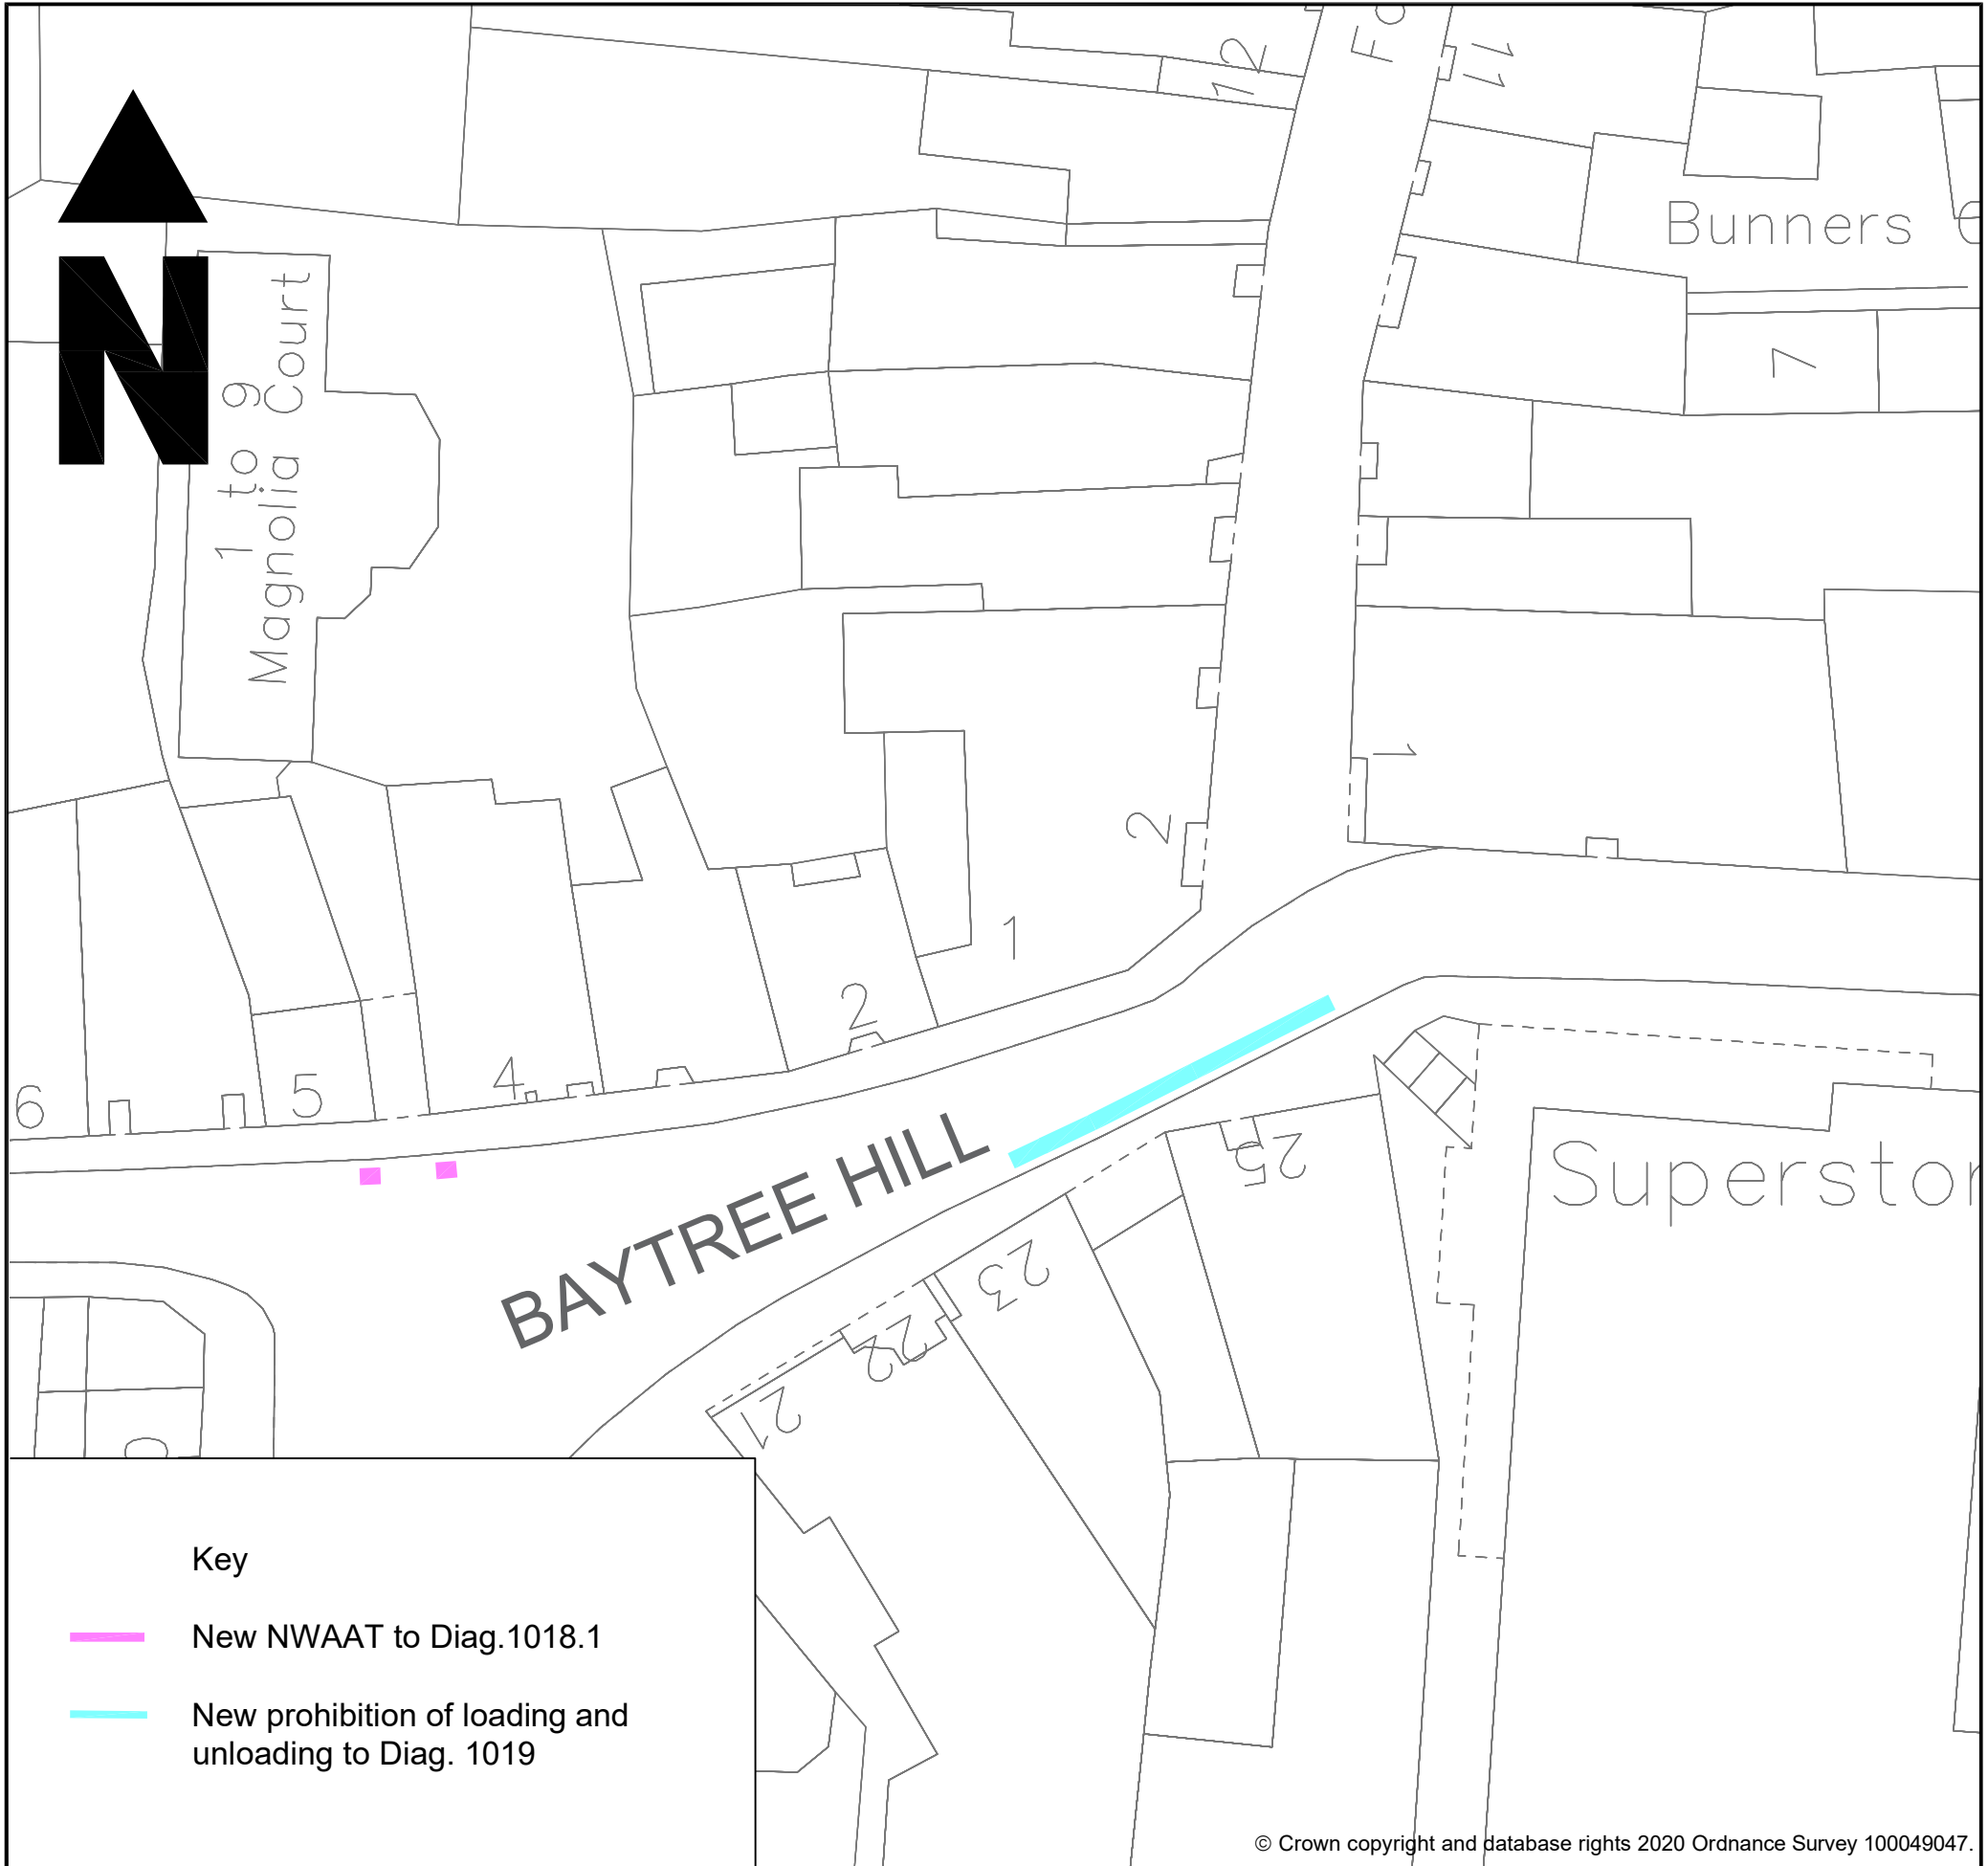 12
11
Bunners
N
1 to 9
Magnolia Court
7
1
2
1
2
6
5
4
25
Superstor
BAYTREE HILL
23
22
21
Key
New NWAAT to Diag.1018.1
New prohibition of loading and
unloading to Diag. 1019
© Crown copyright and database rights 2020 Ordnance Survey 100049047.